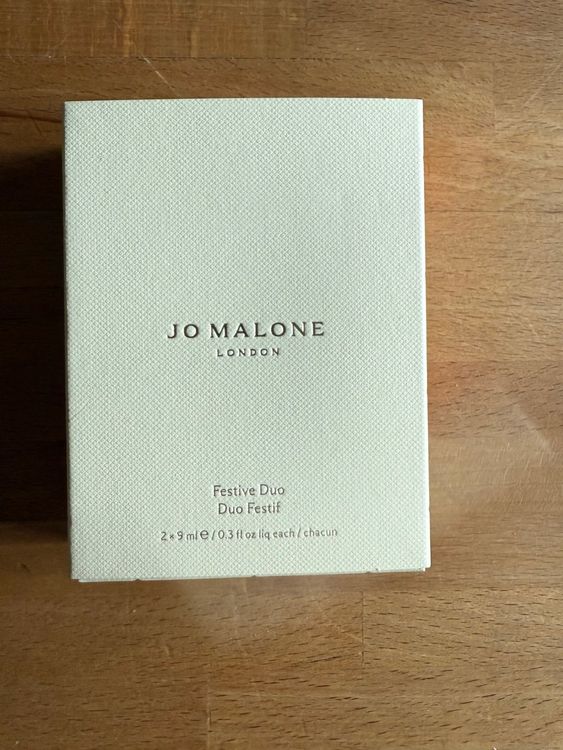 JO MALONE
LONDON
Festive Duo
Duo Festif
2 × 9 ml ℮ / 0.3 fl oz liq each / chacun